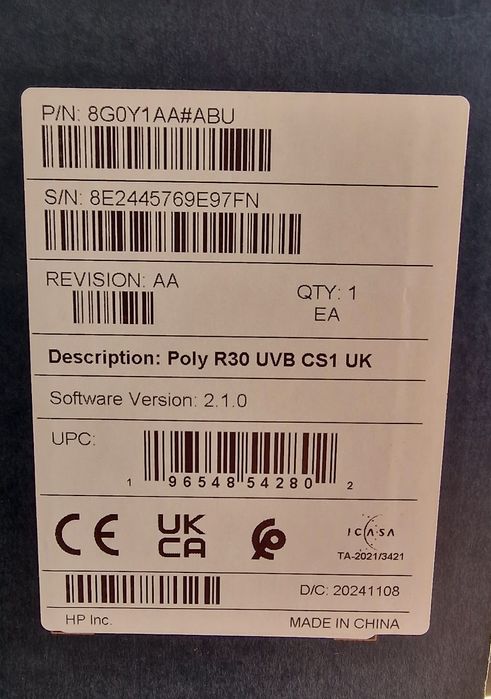 P/N: 8G0Y1AA#ABU
S/N: 8E2445769E97FN
REVISION: AA
QTY: 1
EA
Description: Poly R30 UVB CS1 UK
Software Version: 2.1.0
UPC:
1 96548 54280 2
CE
UK
CA
ICASA
TA-2021/3421
D/C: 20241108
HP Inc.
MADE IN CHINA